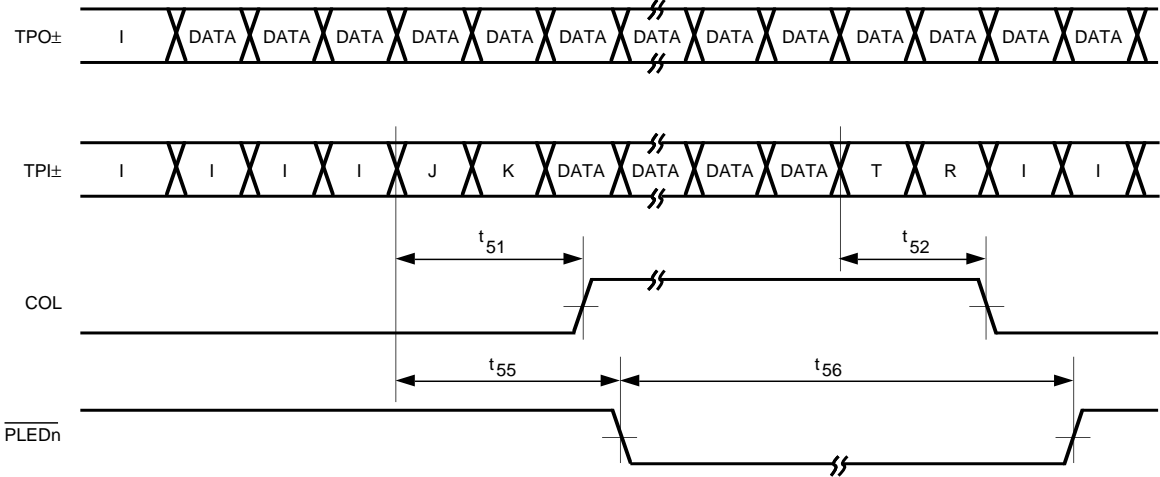 TPO± I DATA DATA DATA DATA DATA DATA DATA DATA DATA DATA DATA DATA DATA
TPI± I I I I J K DATA DATA DATA DATA T R I I
t51 t52
COL
t55 t56
PLEDn